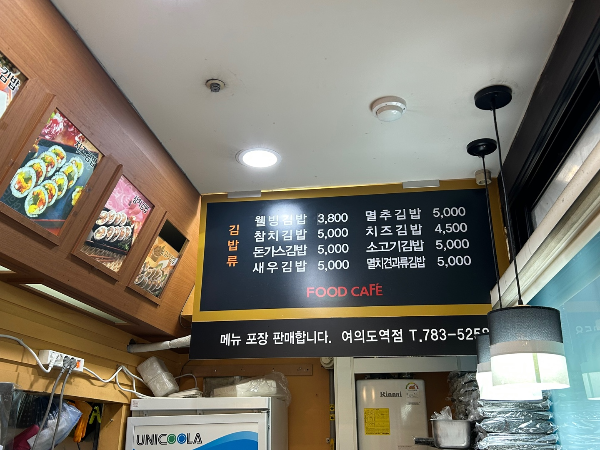 김밥
김밥류
웰빙김밥 3,800 멸추김밥 5,000
참치김밥 5,000 치즈김밥 4,500
돈가스김밥 5,000 소고기김밥 5,000
새우김밥 5,000 멸치견과류김밥 5,000
FOOD CAFE
메뉴 포장 판매합니다. 여의도역점 T.783-5258
UNICOOLA
Rinnai